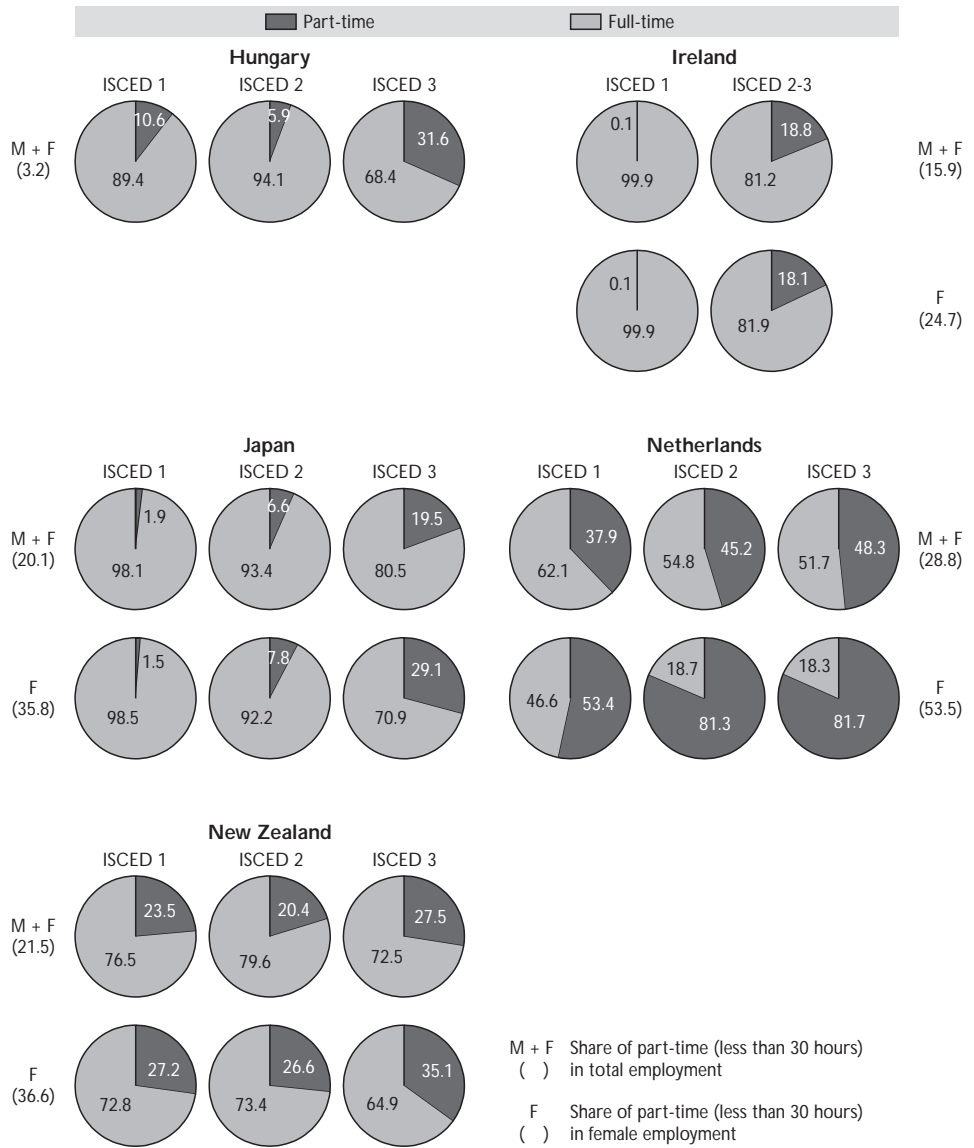 Part-time Full-time
Hungary
ISCED 1 ISCED 2 ISCED 3
M + F
(3.2)
10.6
89.4
5.9
94.1
31.6
68.4
Ireland
ISCED 1 ISCED 2-3
0.1
99.9
18.8
81.2
M + F
(15.9)
0.1
99.9
18.1
81.9
F
(24.7)
Japan
ISCED 1 ISCED 2 ISCED 3
M + F
(20.1)
1.9
98.1
6.6
93.4
19.5
80.5
F
(35.8)
1.5
98.5
7.8
92.2
29.1
70.9
Netherlands
ISCED 1 ISCED 2 ISCED 3
37.9
62.1
54.8 45.2
51.7 48.3
M + F
(28.8)
46.6 53.4
18.7
81.3
18.3
81.7
F
(53.5)
New Zealand
ISCED 1 ISCED 2 ISCED 3
M + F
(21.5)
23.5
76.5
20.4
79.6
27.5
72.5
F
(36.6)
27.2
72.8
26.6
73.4
35.1
64.9
M + F Share of part-time (less than 30 hours)
( ) in total employment
F Share of part-time (less than 30 hours)
( ) in female employment